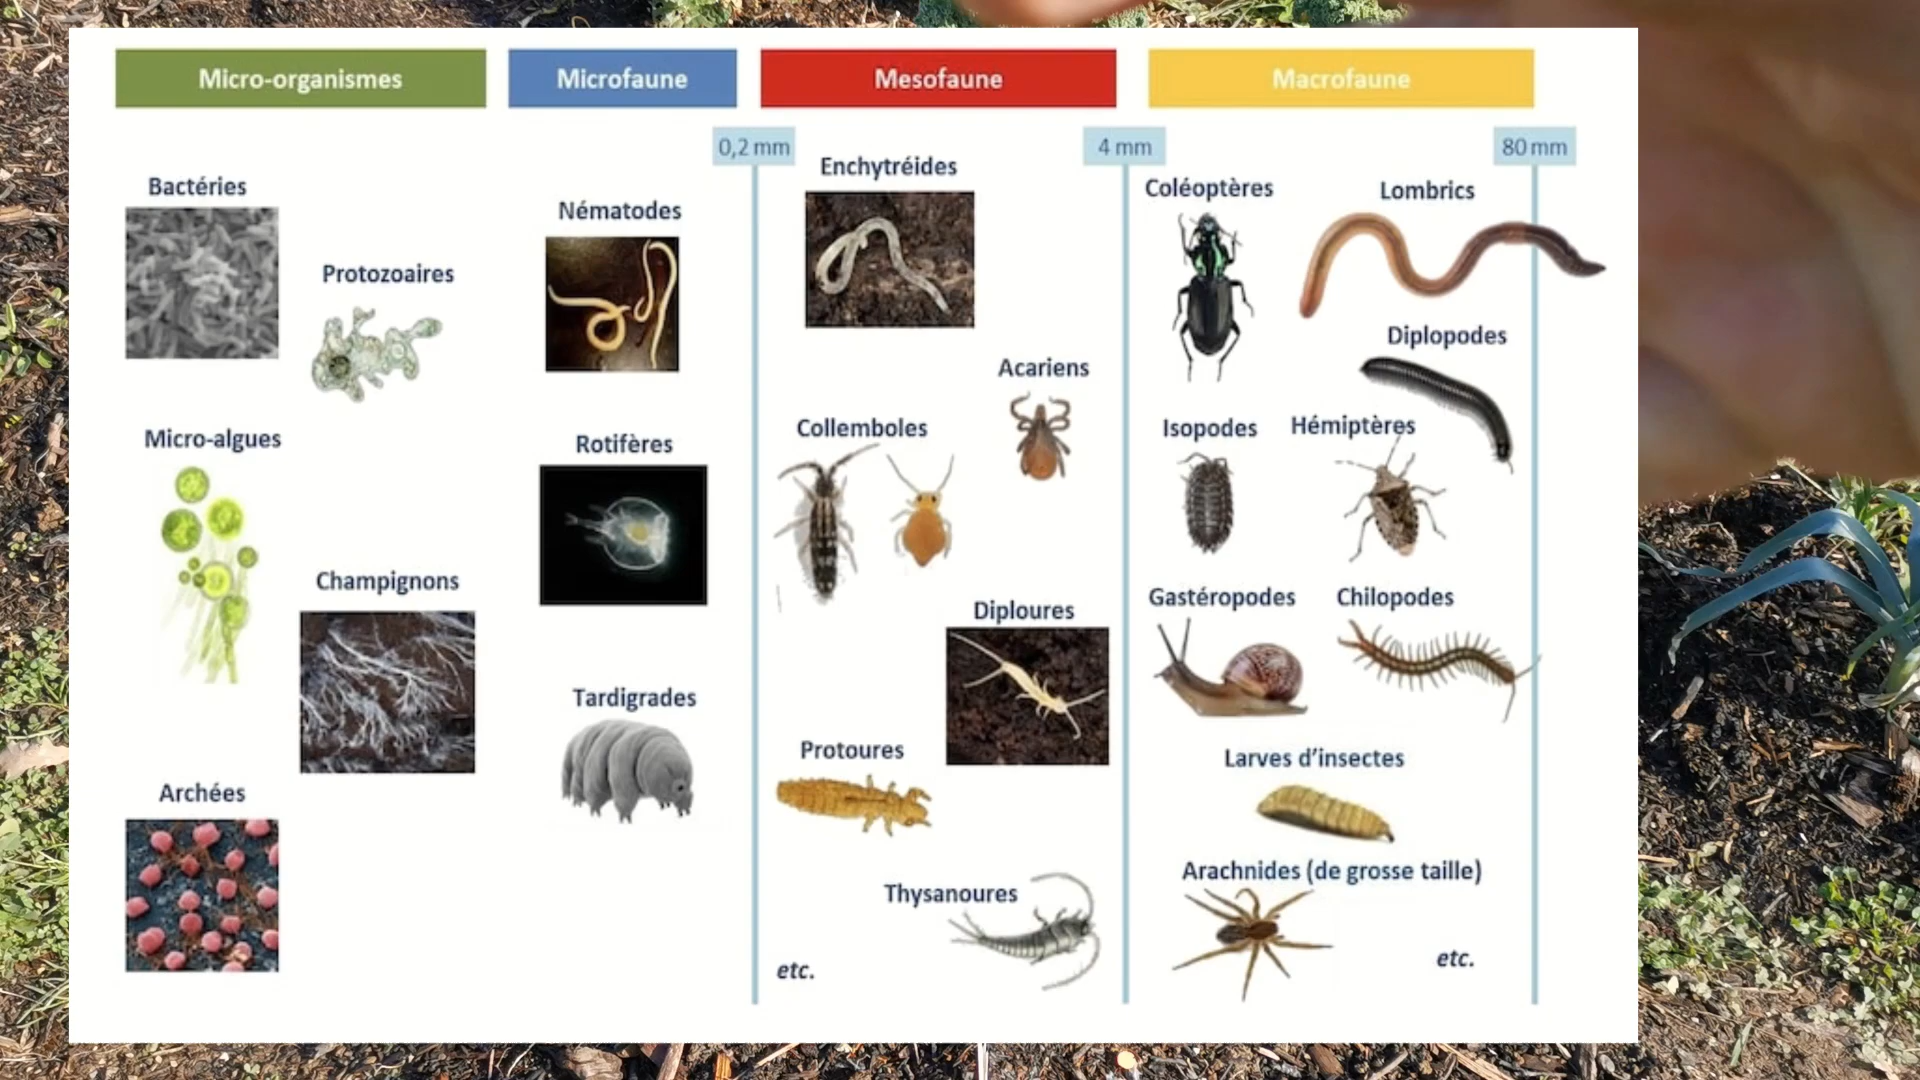 Micro-organismes
Microfaune
Mesofaune
Macrofaune
0,2 mm
4 mm
80 mm
Bactéries
Protozoaires
Micro-algues
Champignons
Archées
Nématodes
Rotifères
Tardigrades
Enchytréides
Acariens
Collemboles
Diploures
Protoures
Thysanoures
etc.
Coléoptères
Lombrics
Diplopodes
Isopodes
Hémiptères
Gastéropodes
Chilopodes
Larves d'insectes
Arachnides (de grosse taille)
etc.